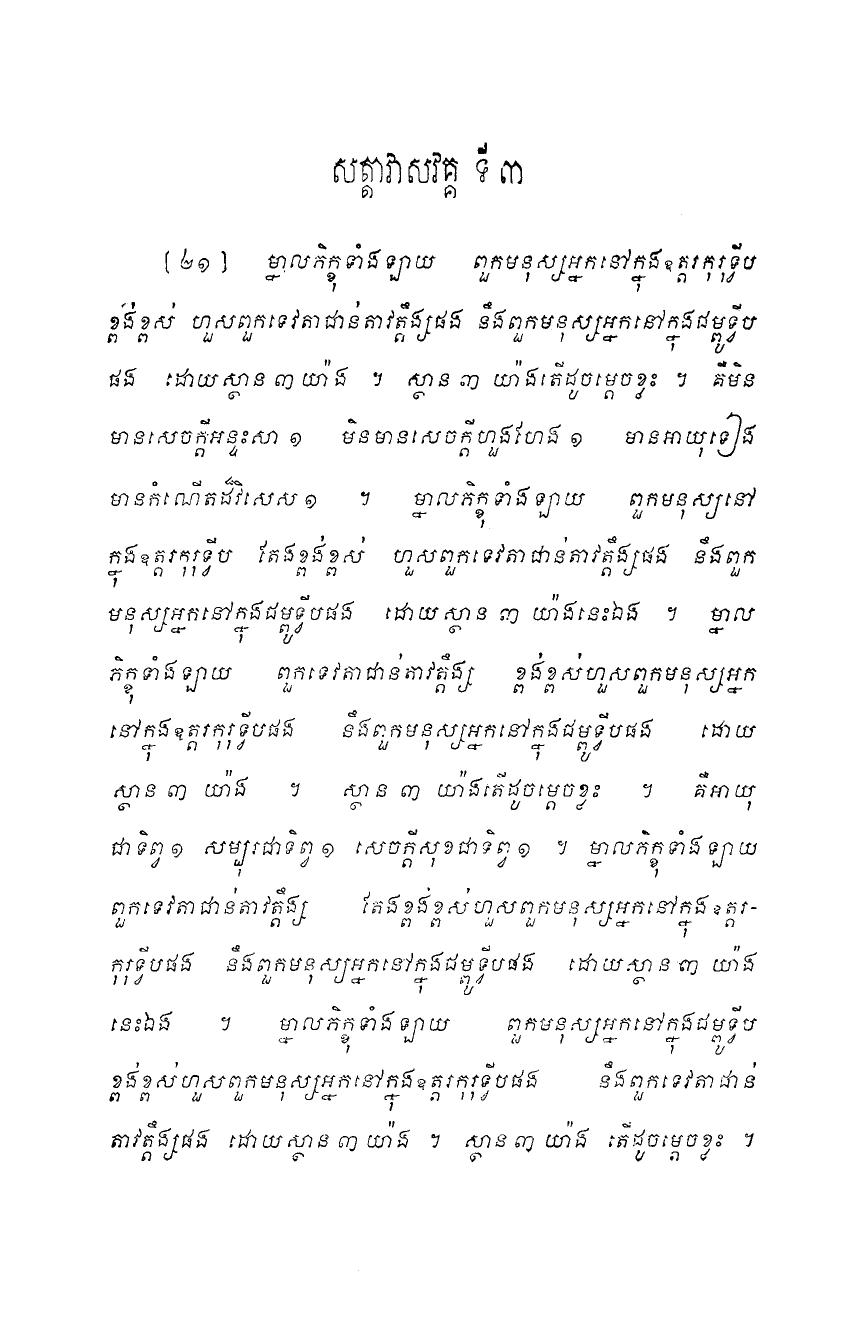 សត្តាវាសវគ្គ ទី ៣
[ ២១ ] ម្នាលភិក្ខុទាំងឡាយ ពួកមនុស្សអ្នកនៅក្នុងឧត្តរកុរុទ្វីប
ខ្ពង់ខ្ពស់ ហួសពួកទេវតាជាន់តាវត្តឹង្សផង នឹងពួកមនុស្សអ្នកនៅក្នុងជម្ពូទ្វីប
ផង ដោយស្ថាន ៣ យ៉ាង ។ ស្ថាន ៣ យ៉ាងតើដូចម្តេចខ្លះ ។ គឺមិន
មានសេចក្តីអន្ទះសា ១ មិនមានសេចក្តីហួងហែង ១ មានអាយុទៀង
មានកំណើតដ៏វិសេស ១ ។ ម្នាលភិក្ខុទាំងឡាយ ពួកមនុស្សនៅ
ក្នុងឧត្តរកុរុទ្វីប តែងខ្ពង់ខ្ពស់ ហួសពួកទេវតាជាន់តាវត្តឹង្សផង នឹងពួក
មនុស្សអ្នកនៅក្នុងជម្ពូទ្វីបផង ដោយស្ថាន ៣ យ៉ាងនេះឯង ។ ម្នាល
ភិក្ខុទាំងឡាយ ពួកទេវតាជាន់តាវត្តឹង្ស ខ្ពង់ខ្ពស់ហួសពួកមនុស្សអ្នក
នៅក្នុងឧត្តរកុរុទ្វីបផង នឹងពួកមនុស្សអ្នកនៅក្នុងជម្ពូទ្វីបផង ដោយ
ស្ថាន ៣ យ៉ាង ។ ស្ថាន ៣ យ៉ាងតើដូចម្តេចខ្លះ ។ គឺអាយុ
ជាទិព្វ ១ សម្បុរជាទិព្វ ១ សេចក្តីសុខជាទិព្វ ១ ។ ម្នាលភិក្ខុទាំងឡាយ
ពួកទេវតាជាន់តាវត្តឹង្ស តែងខ្ពង់ខ្ពស់ហួសពួកមនុស្សអ្នកនៅក្នុងឧត្តរ-
កុរុទ្វីបផង នឹងពួកមនុស្សអ្នកនៅក្នុងជម្ពូទ្វីបផង ដោយស្ថាន ៣ យ៉ាង
នេះឯង ។ ម្នាលភិក្ខុទាំងឡាយ ពួកមនុស្សអ្នកនៅក្នុងជម្ពូទ្វីប
ខ្ពង់ខ្ពស់ហួសពួកមនុស្សអ្នកនៅក្នុងឧត្តរកុរុទ្វីបផង នឹងពួកទេវតាជាន់
តាវត្តឹង្សផង ដោយស្ថាន ៣ យ៉ាង ។ ស្ថាន ៣ យ៉ាង តើដូចម្តេចខ្លះ ។